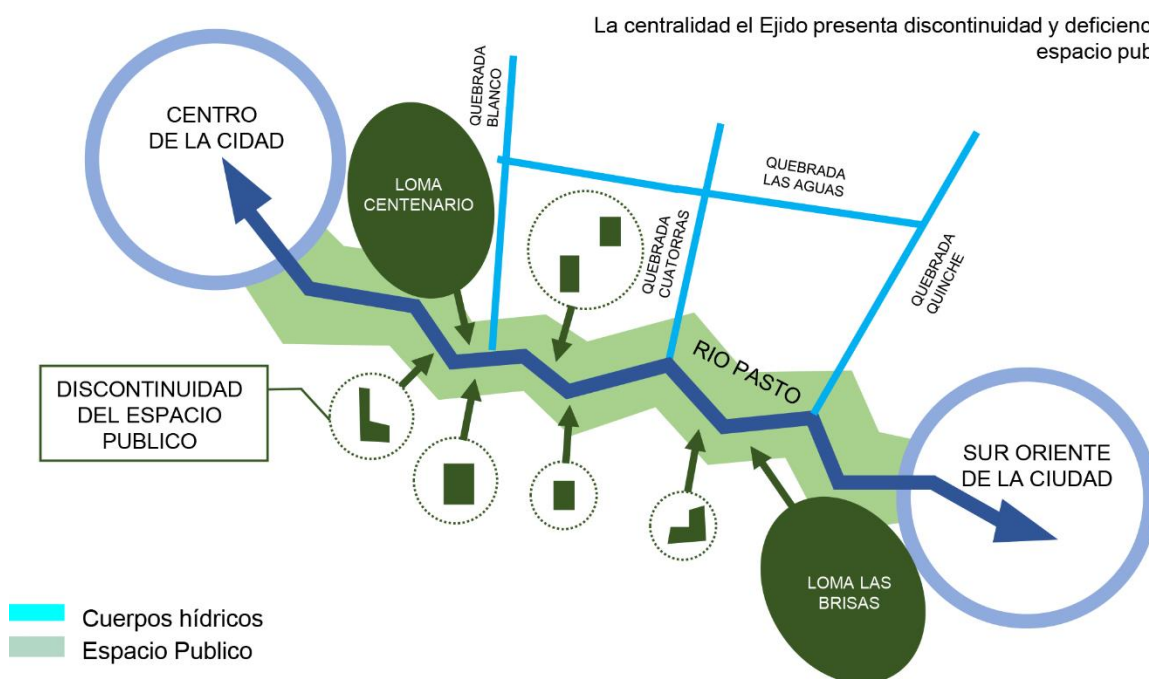 La centralidad el Ejido presenta discontinuidad y deficienc
espacio pub
CENTRO
DE LA CIDAD
QUEBRADA
BLANCO
LOMA
CENTENARIO
QUEBRADA
LAS AGUAS
QUEBRADA
CUATORRAS
QUEBRADA
QUINCHE
RIO PASTO
DISCONTINUIDAD
DEL ESPACIO
PUBLICO
SUR ORIENTE
DE LA CIUDAD
LOMA LAS
BRISAS
Cuerpos hídricos
Espacio Publico